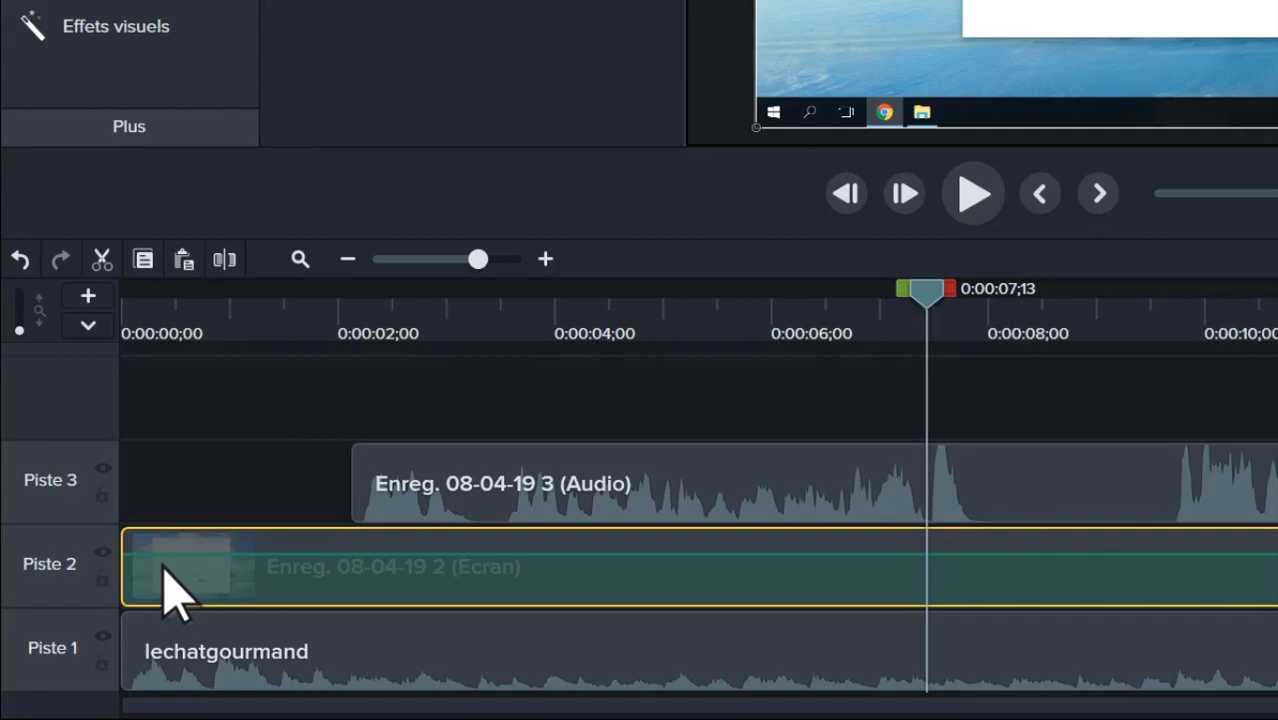 Effets visuels
Plus
0:00:07;13
0:00:00;00 0:00:02;00 0:00:04;00 0:00:06;00 0:00:08;00 0:00:10;00
Piste 3
Enreg. 08-04-19 3 (Audio)
Piste 2
Enreg. 08-04-19 2 (Écran)
Piste 1
lechatgourmand